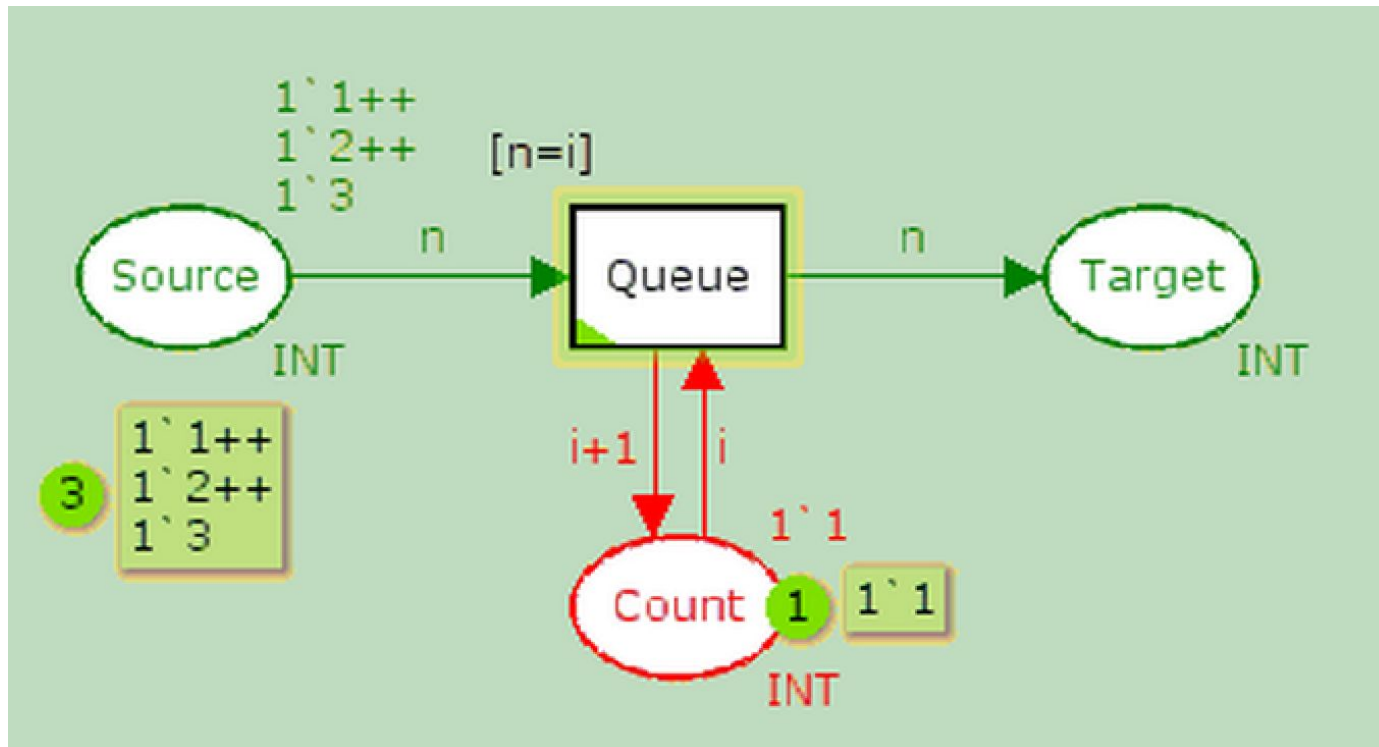 1`1++
1`2++
1`3
[n=i]
n
n
Source
Queue
Target
INT
INT
1`1++
1`2++
1`3
3
i+1
i
1`1
Count
1
1`1
INT